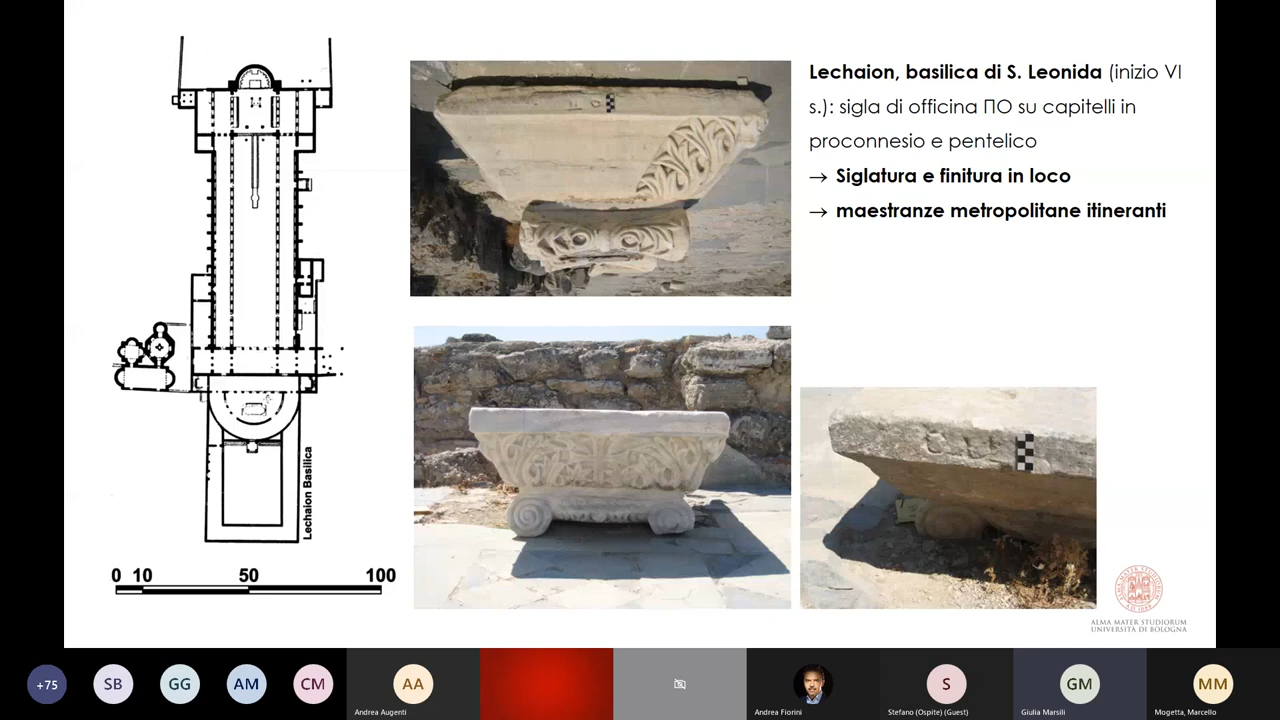 Lechaion, basilica di S. Leonida (inizio VI
s.): sigla di officina ΠΟ su capitelli in
proconnesio e pentelico
→ Siglatura e finitura in loco
→ maestranze metropolitane itineranti
Lechaion Basilica
0 10 50 100
ALMA MATER STUDIORUM
UNIVERSITÀ DI BOLOGNA
+75
SB
GG
AM
CM
AA
Andrea Augenti
Andrea Fiorini
S
Stefano (Ospite) (Guest)
GM
Giulia Marsili
MM
Mogetta, Marcello